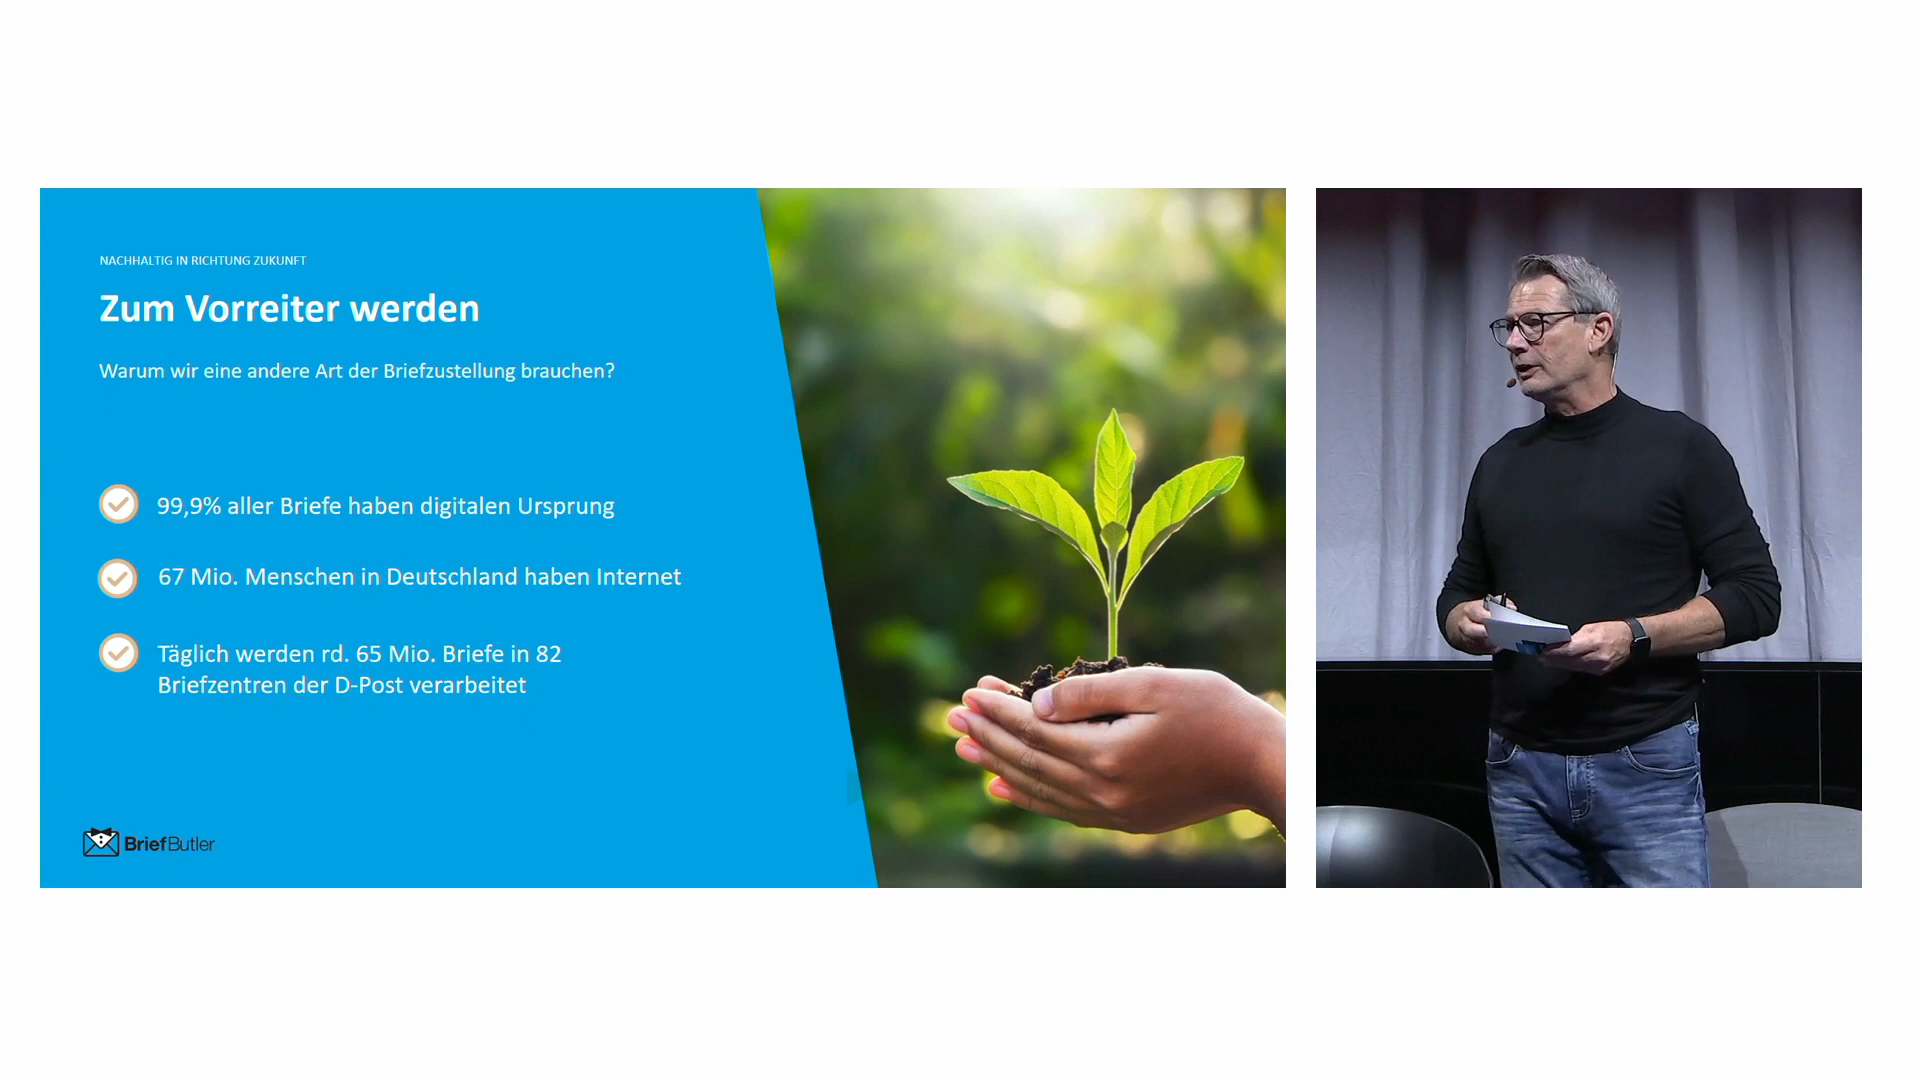 NACHHALTIG IN RICHTUNG ZUKUNFT
Zum Vorreiter werden
Warum wir eine andere Art der Briefzustellung brauchen?
99,9% aller Briefe haben digitalen Ursprung
67 Mio. Menschen in Deutschland haben Internet
Täglich werden rd. 65 Mio. Briefe in 82
Briefzentren der D-Post verarbeitet
BriefButler